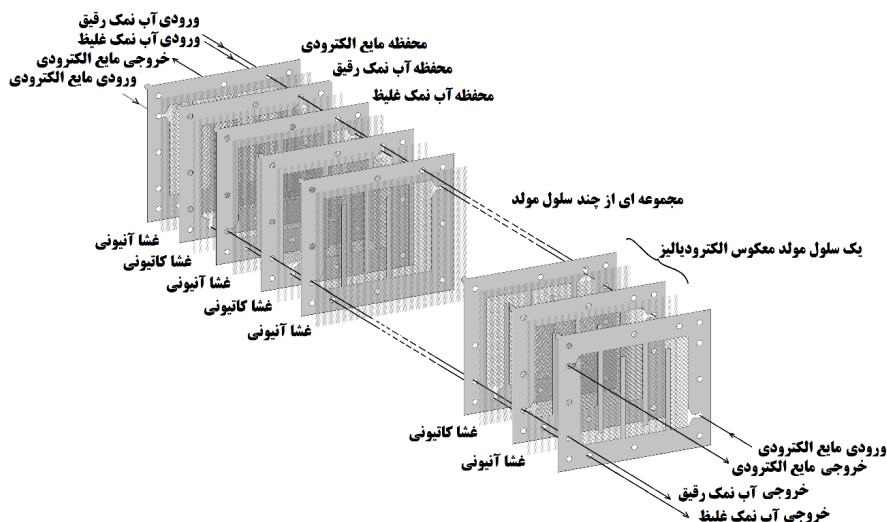 ورودی آب نمک رقیق
ورودی آب نمک غلیظ
خروجی مایع الکترودی
ورودی مایع الکترودی
محفظه مایع الکترودی
محفظه آب نمک رقیق
محفظه آب نمک غلیظ
مجموعه ای از چند سلول مولد
یک سلول مولد معکوس الکترودیالیز
غشا آنیونی
غشا کاتیونی
غشا آنیونی
غشا کاتیونی
غشا آنیونی
غشا کاتیونی
غشا آنیونی
ورودی مایع الکترودی
خروجی مایع الکترودی
خروجی آب نمک رقیق
خروجی آب نمک غلیظ